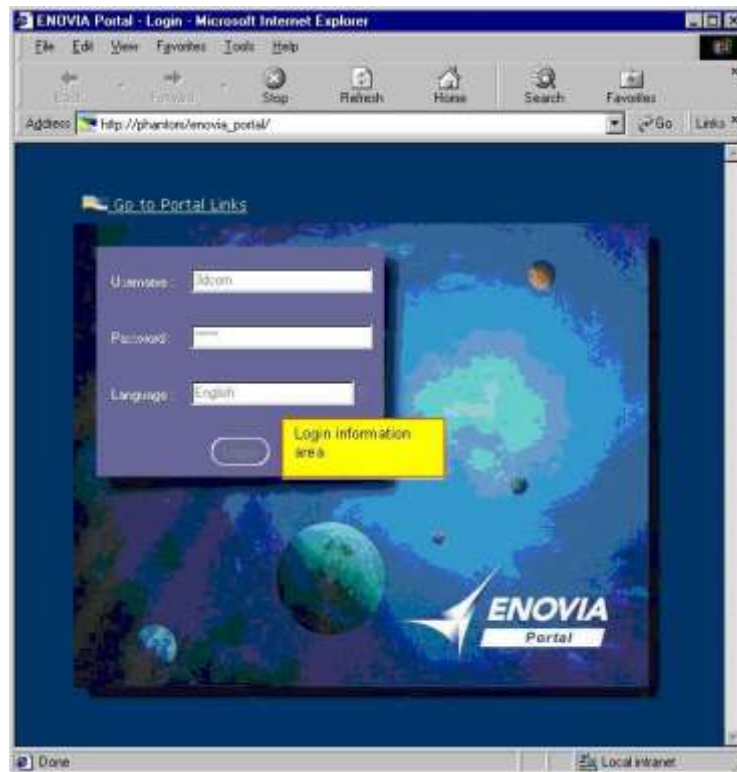 ENOVIA Portal - Login - Microsoft Internet Explorer
File Edit View Favorites Tools Help
Back Forward Stop Refresh Home Search Favorites
Address http://phantom/enovia_portal/ Go Links
Go to Portal Links
Username: 3dcom
Password:
Language: English
Login information
area
ENOVIA
Portal
Done Local intranet